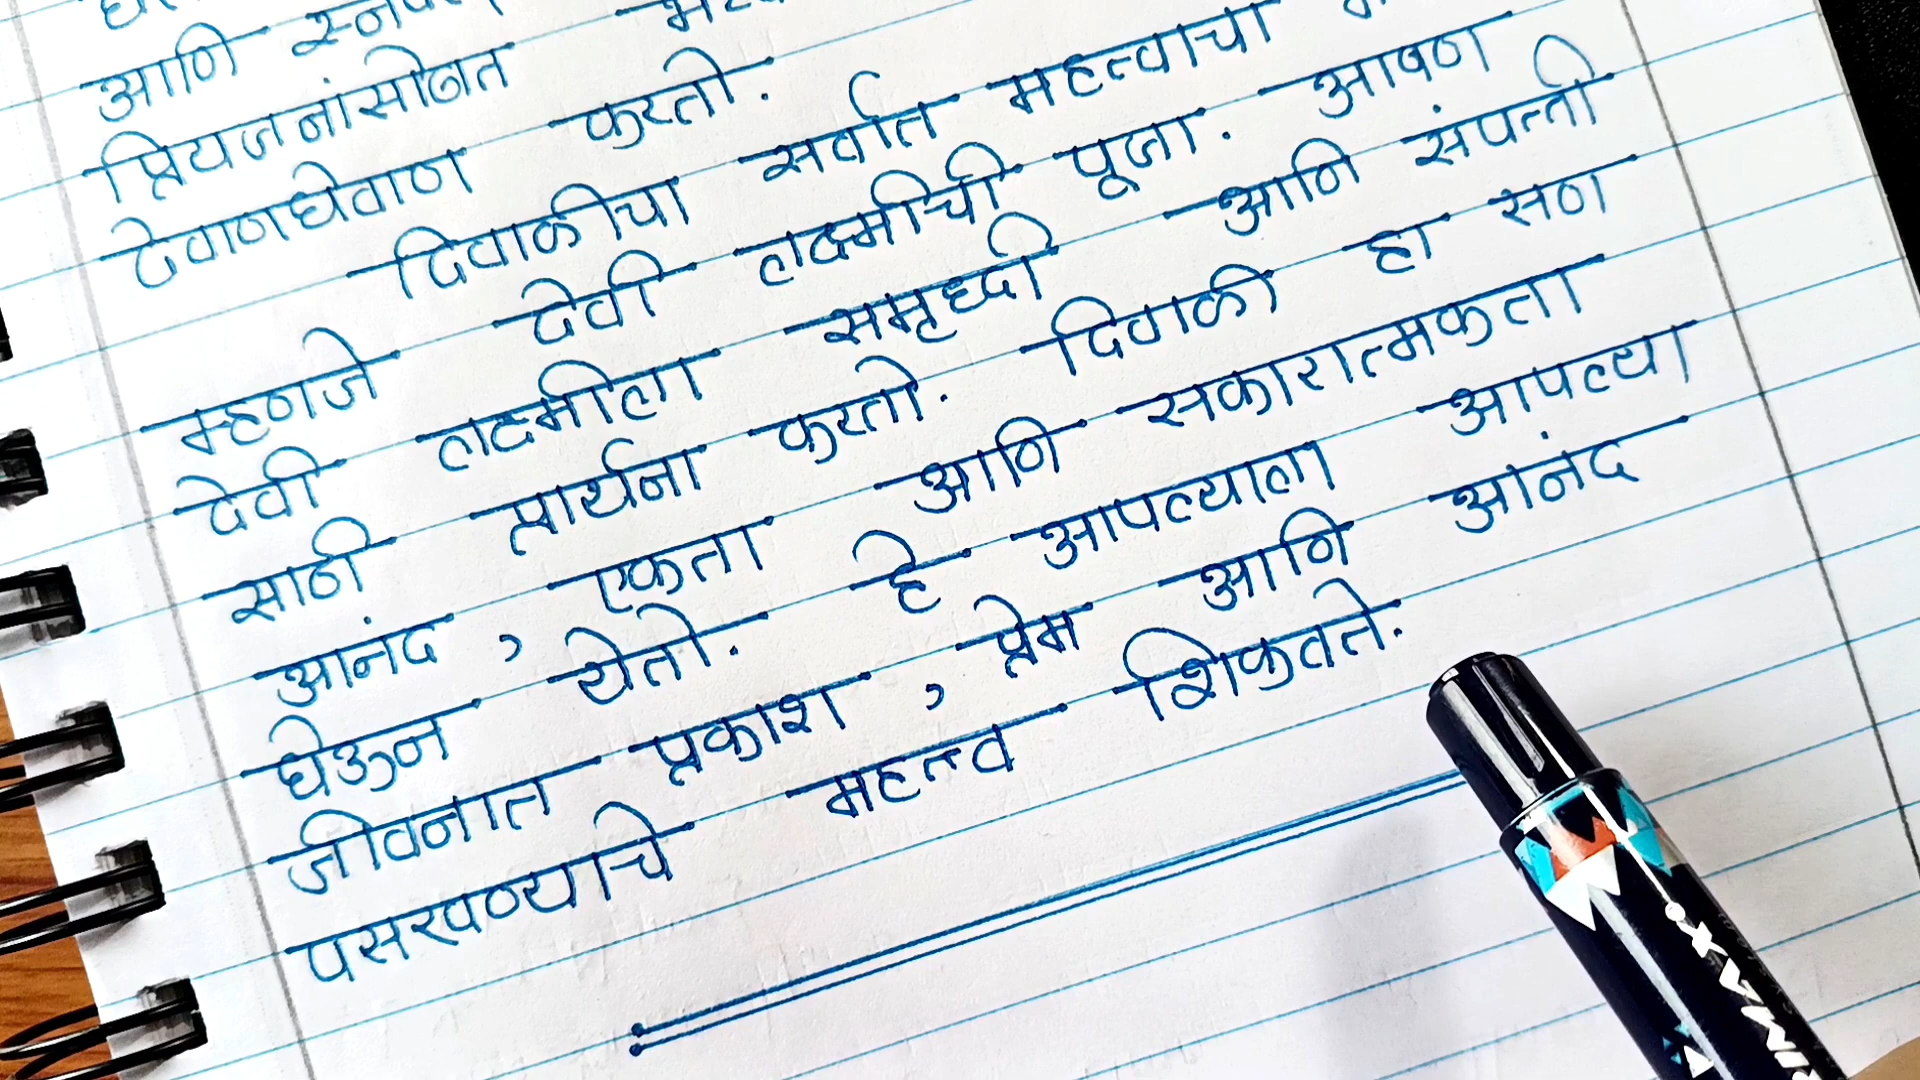 आणि
प्रियजनांसोबत
देवाणघेवाण करतो.
दिवाळीचा सर्वात महत्वाचा
म्हणजे देवी लक्ष्मीची पूजा. आपण
देवी लक्ष्मीला समृध्दी आणि संपत्ती
साठी प्रार्थना करतो. दिवाळी हा सण
आनंद, एकता आणि सकारात्मकता
घेऊन येतो. हे आपल्याला आपल्या
जीवनात प्रकाश, प्रेम आणि आनंद
पसरवण्याचे महत्त्व शिकवते.